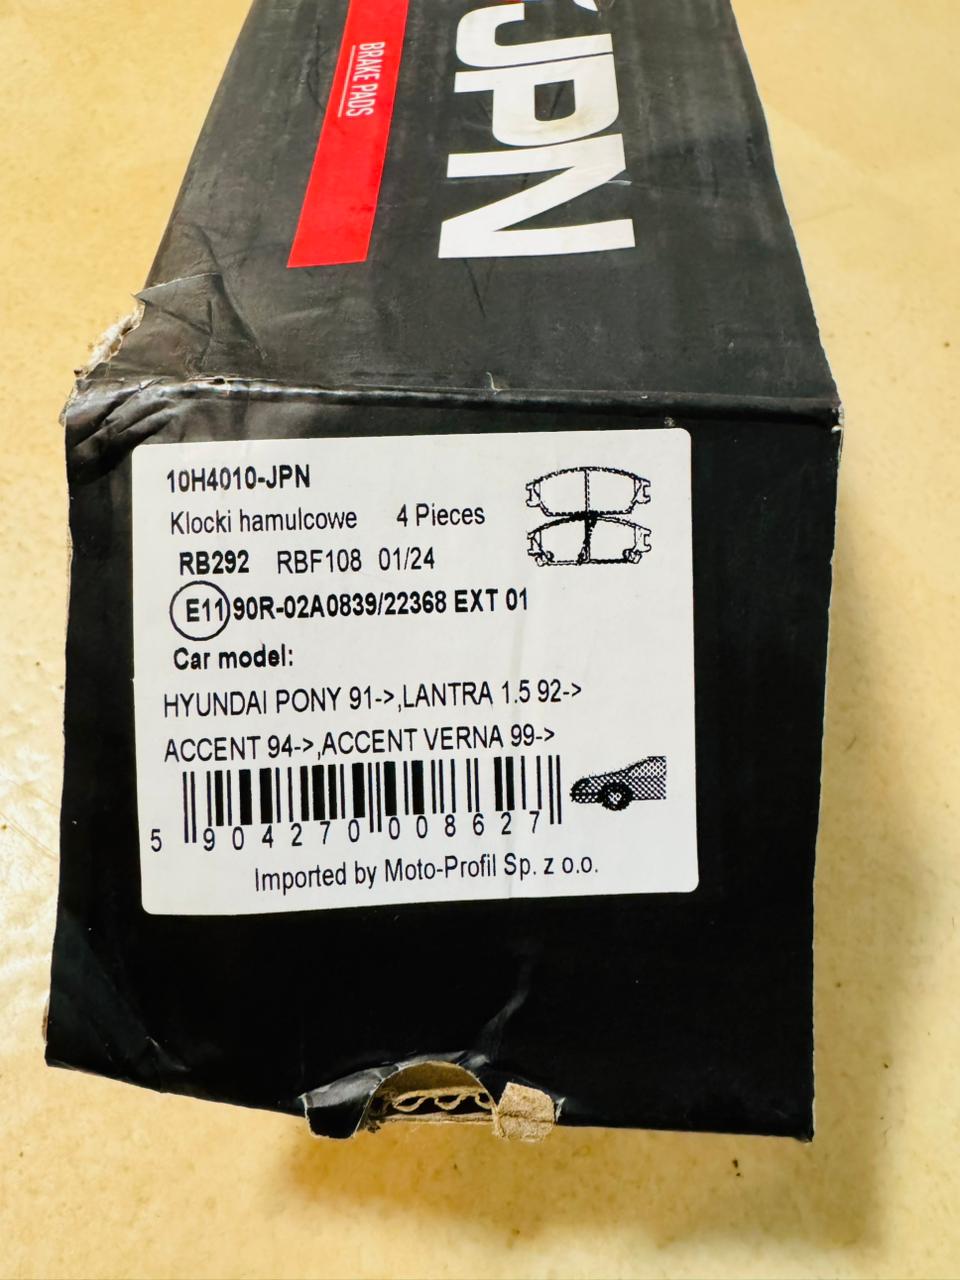 BRAKE PADS
JPN
10H4010-JPN
Klocki hamulcowe 4 Pieces
RB292 RBF108 01/24
E11 90R-02A0839/22368 EXT 01
Car model:
HYUNDAI PONY 91->,LANTRA 1.5 92->
ACCENT 94->,ACCENT VERNA 99->
5 904270 008627
Imported by Moto-Profil Sp. z o.o.